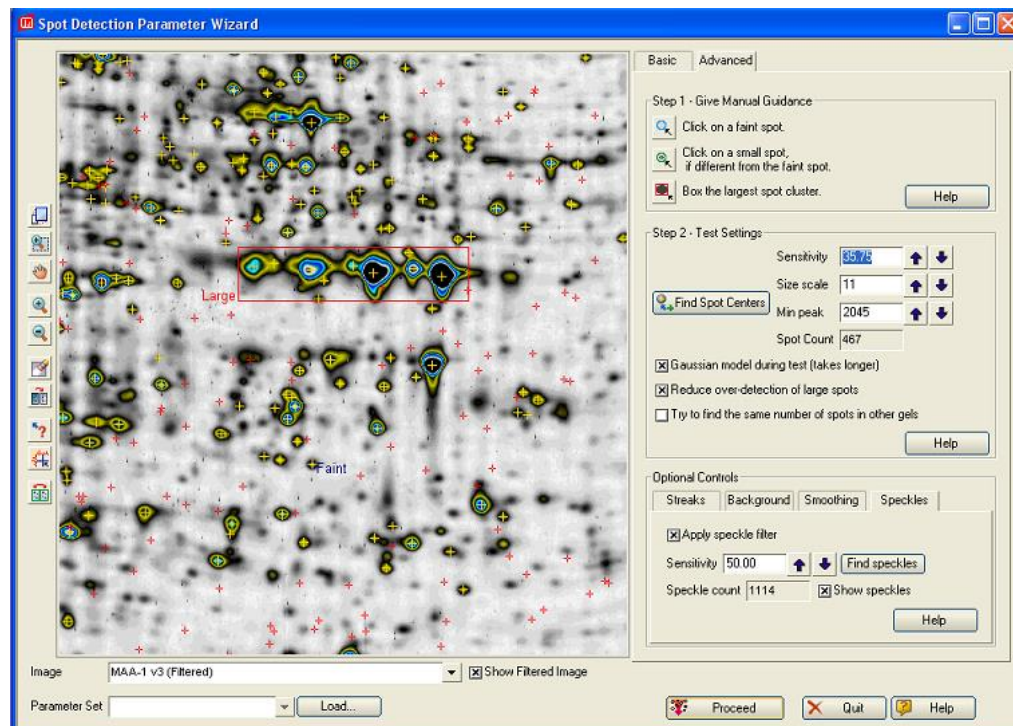 Spot Detection Parameter Wizard
Basic
Advanced
Step 1 - Give Manual Guidance
Click on a faint spot.
Click on a small spot,
if different from the faint spot.
Box the largest spot cluster.
Help
Step 2 - Test Settings
Sensitivity 35.75
Size scale 11
Find Spot Centers
Min peak 2045
Spot Count 467
Gaussian model during test (takes longer)
Reduce over-detection of large spots
Try to find the same number of spots in other gels
Help
Optional Controls
Streaks Background Smoothing Speckles
Apply speckle filter
Sensitivity 50.00 Find speckles
Speckle count 1114 Show speckles
Help
Large
Faint
Image MAA-1 v3 (Filtered) Show Filtered Image
Parameter Set Load... Proceed Quit Help